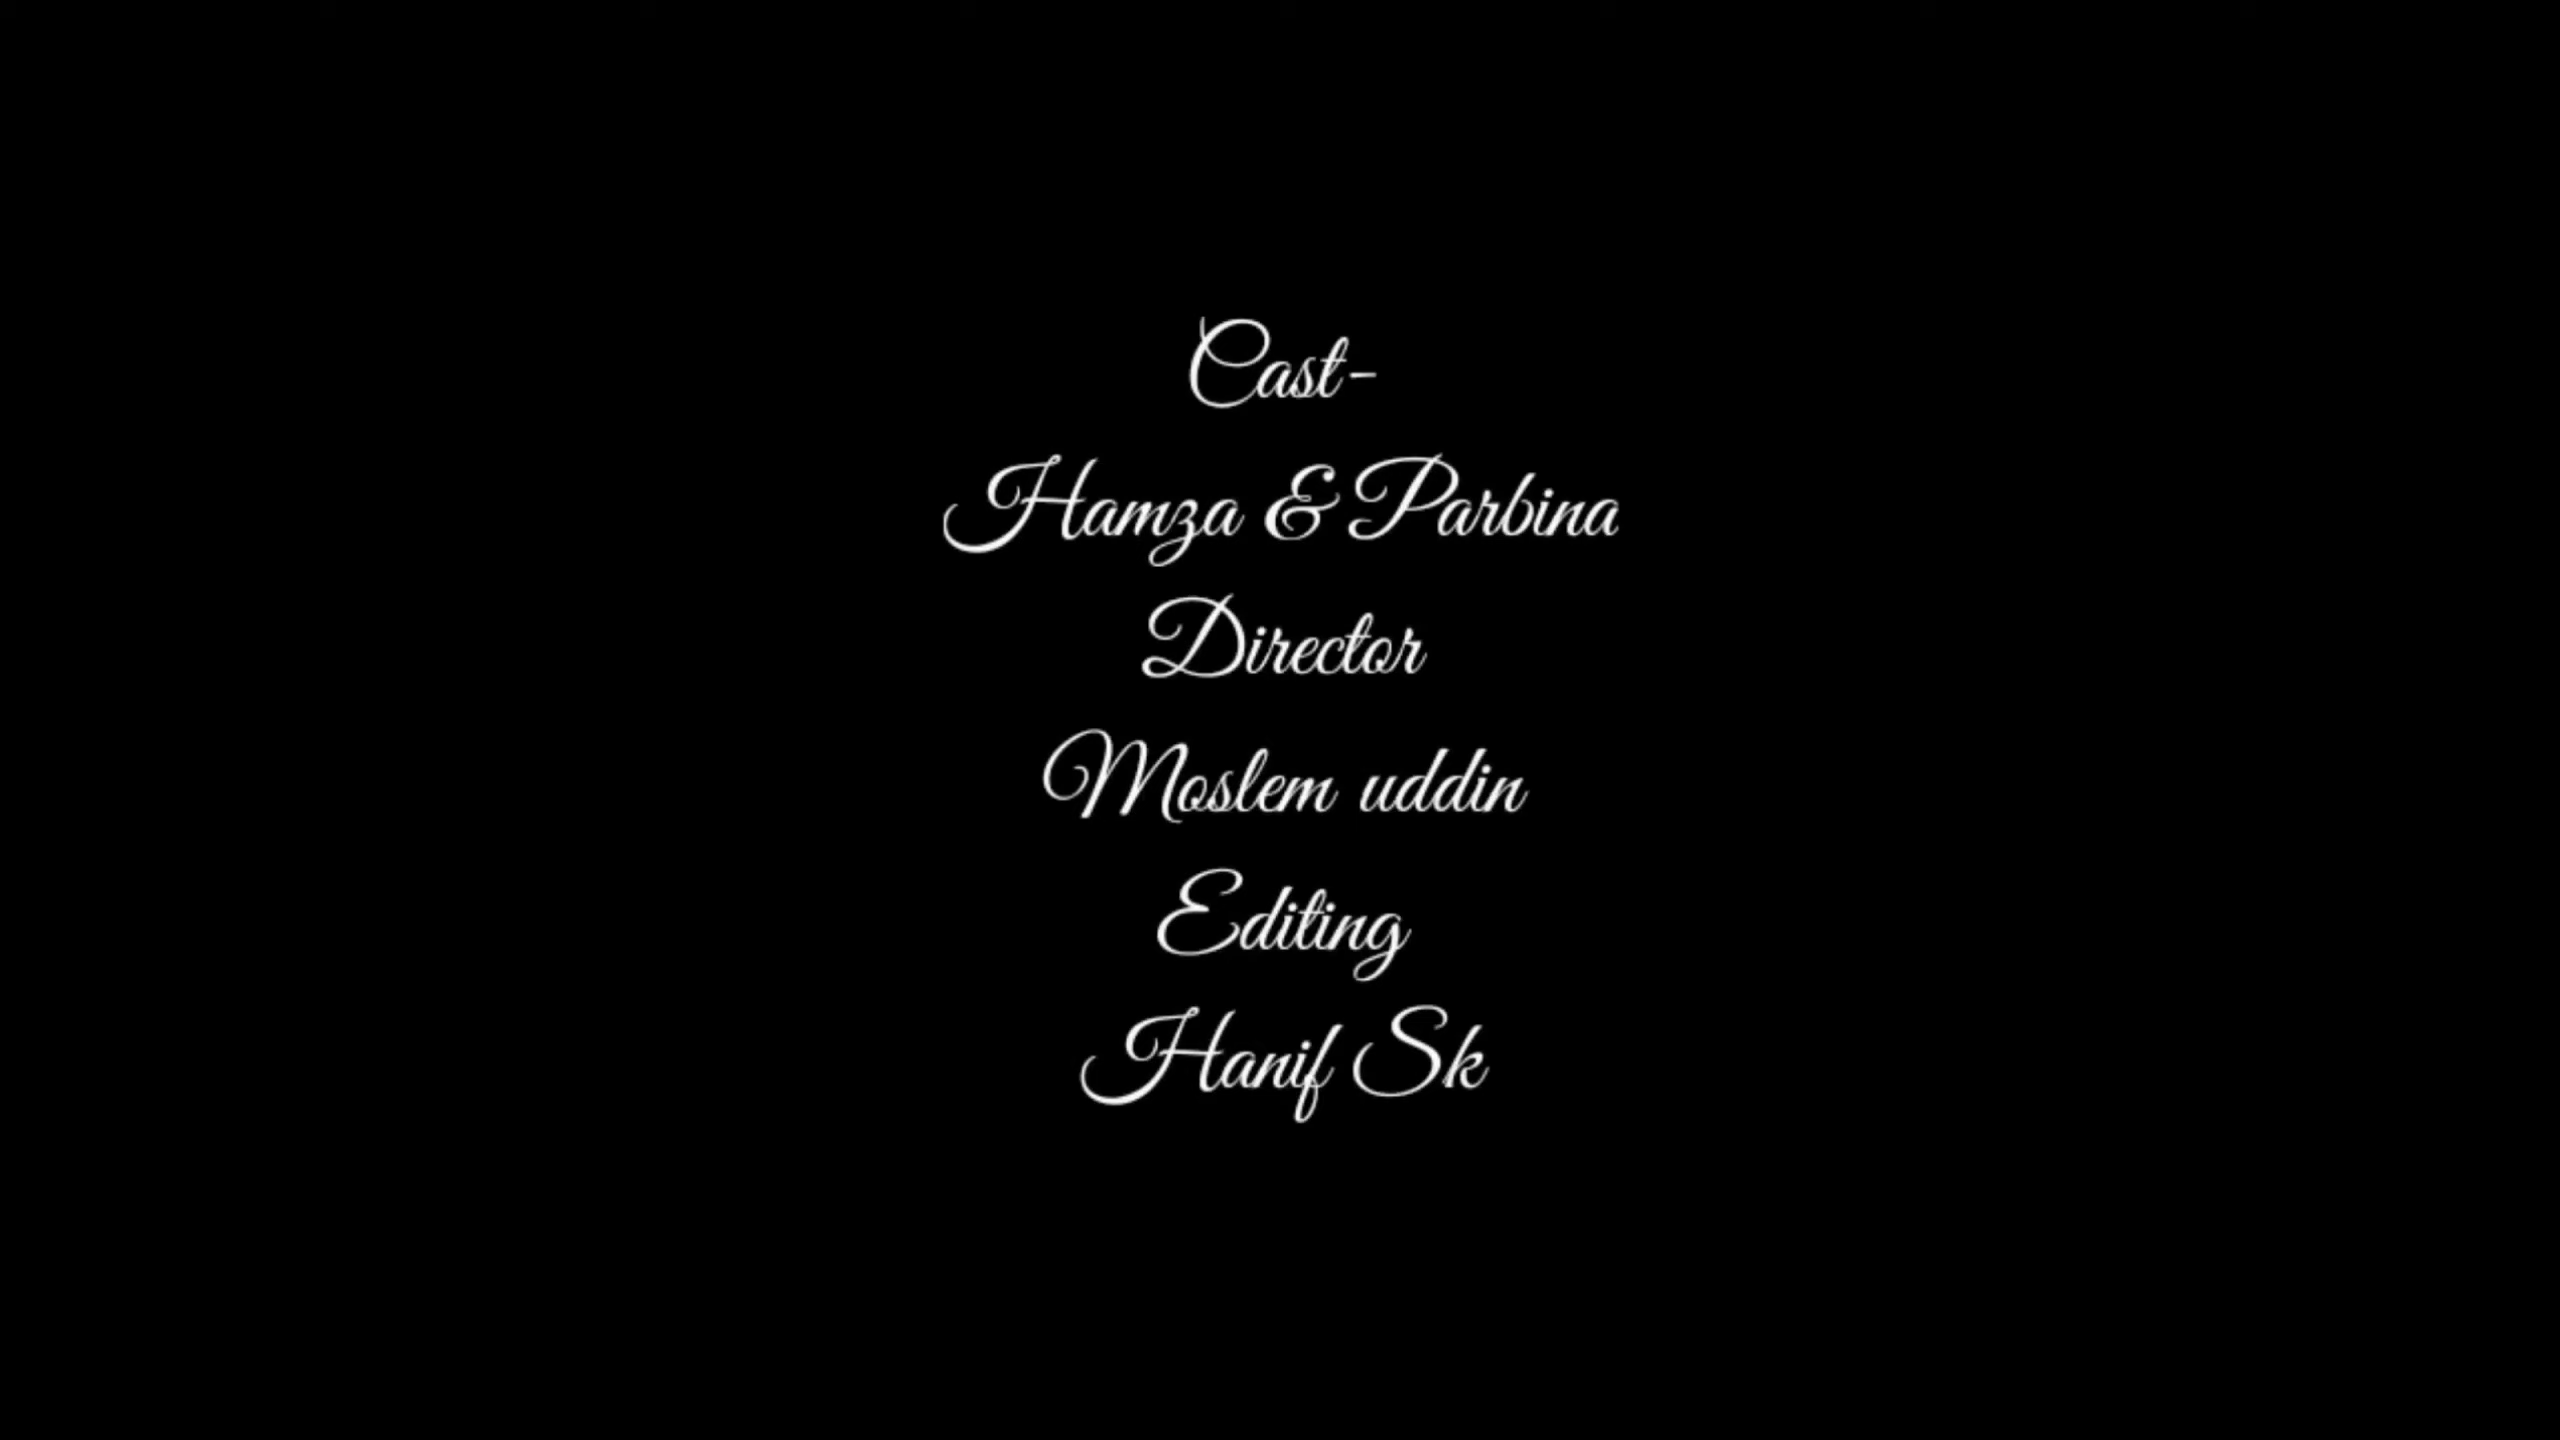 Cast-
Hamza & Parbina
Director
Moslem uddin
Editing
Hanif Sk